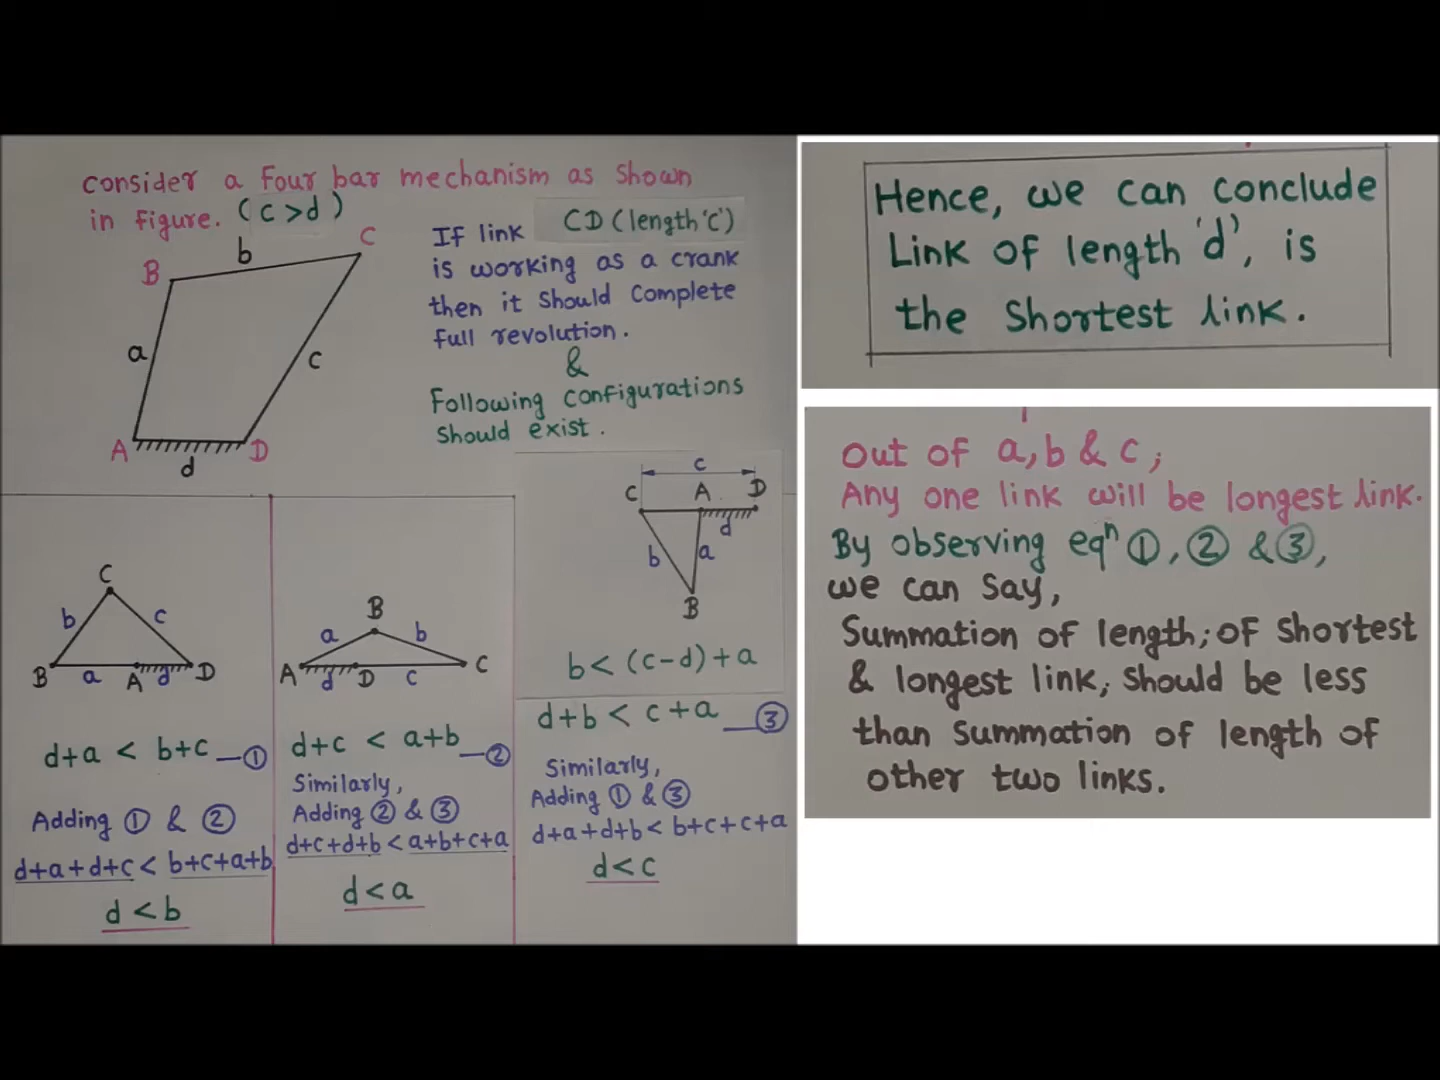 Consider a Four bar mechanism as shown
in figure. (c>d)
B
b
C
a
c
A
d
D
If link CD (length 'c')
is working as a crank
then it should complete
full revolution.
&
Following configurations
should exist.
C
b
c
B
a
A
d
D
d+a < b+c —①
Adding ① & ②
d+a+d+c < b+c+a+b
d < b
B
a
b
A
d
D
c
C
d+c < a+b —②
Similarly,
Adding ② & ③
d+c+d+b < a+b+c+a
d < a
c
C
A
D
d
b
a
B
b < (c-d)+a
d+b < c+a —③
Similarly,
Adding ① & ③
d+a+d+b < b+c+c+a
d < c
Hence, we can conclude
Link of length 'd', is
the shortest link.
Out of a, b & c,
Any one link will be longest link.
By observing eqⁿ ①, ② & ③,
we can say,
Summation of length; of shortest
& longest link, should be less
than summation of length of
other two links.